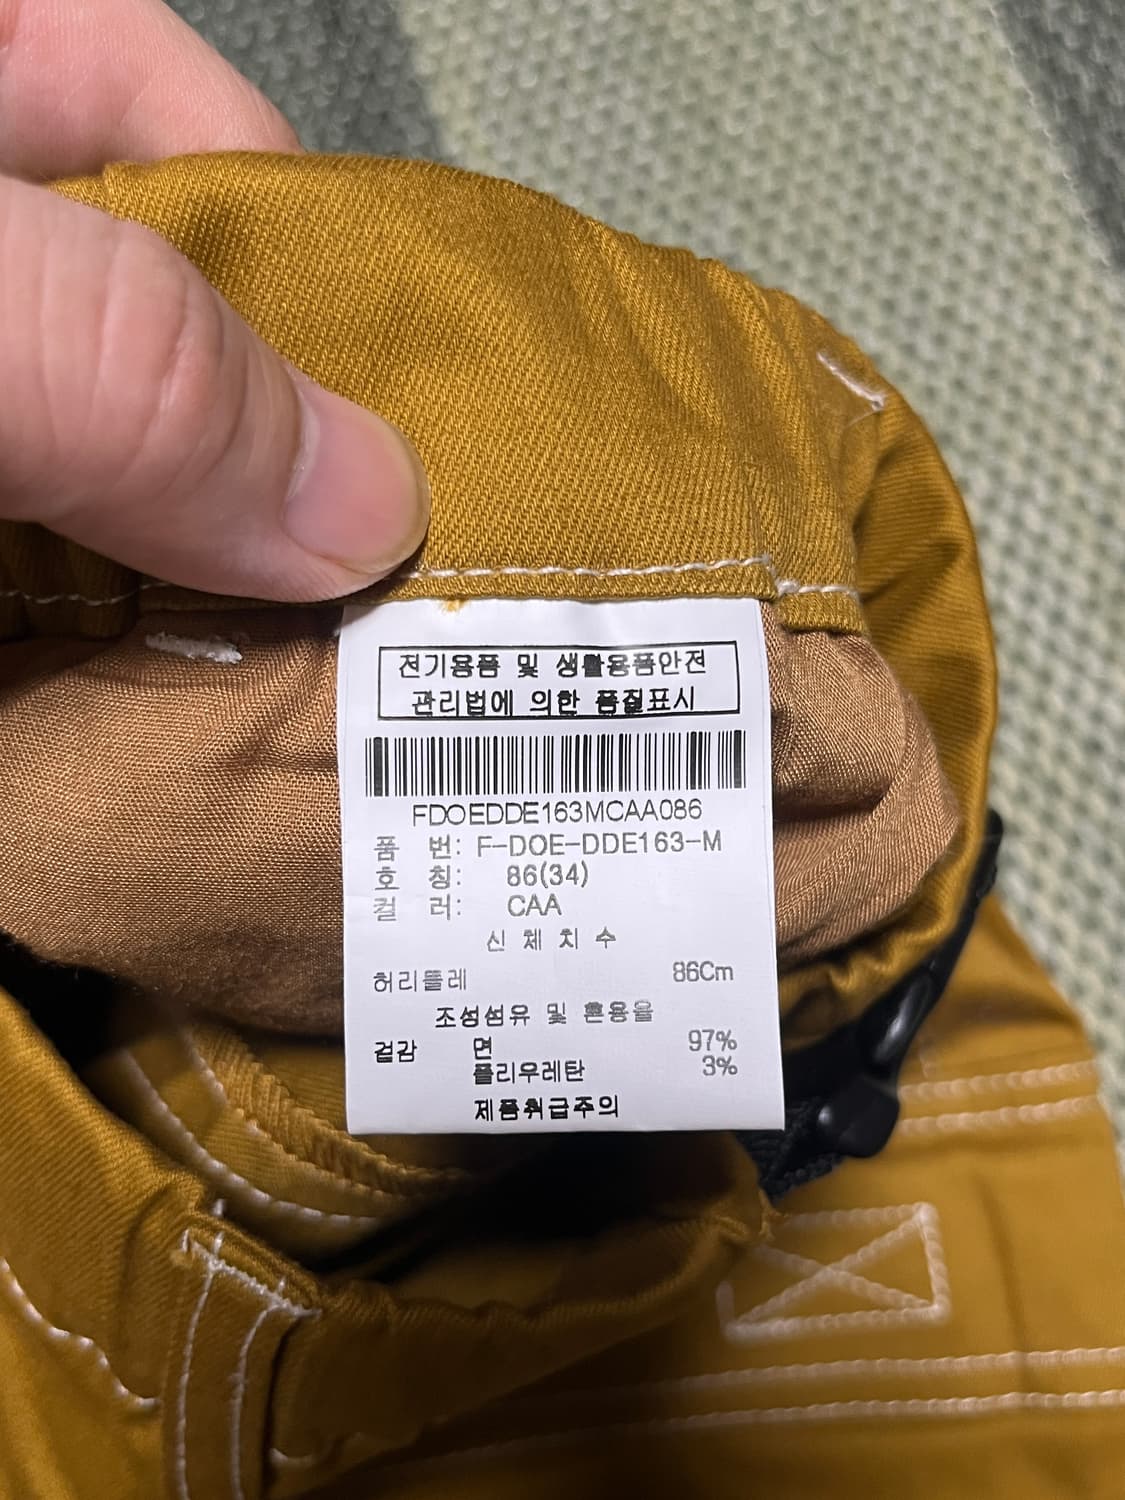 전기용품 및 생활용품안전
관리법에 의한 품질표시
FDOEDDE163MCAA086
품 번: F-DOE-DDE163-M
호 칭: 86(34)
컬 러: CAA
신 체 치 수
허리둘레 86Cm
조성섬유 및 혼용율
겉감 면 97%
폴리우레탄 3%
제품취급주의